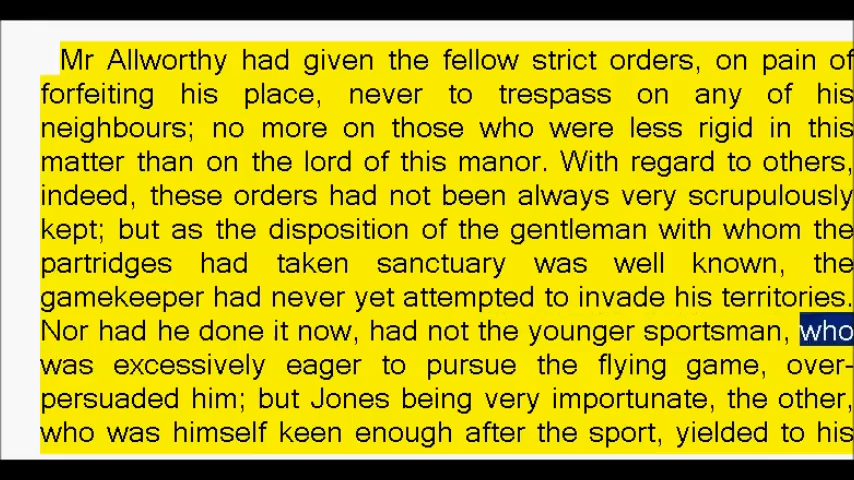 Mr Allworthy had given the fellow strict orders, on pain of
forfeiting his place, never to trespass on any of his
neighbours; no more on those who were less rigid in this
matter than on the lord of this manor. With regard to others,
indeed, these orders had not been always very scrupulously
kept; but as the disposition of the gentleman with whom the
partridges had taken sanctuary was well known, the
gamekeeper had never yet attempted to invade his territories.
Nor had he done it now, had not the younger sportsman, who
was excessively eager to pursue the flying game, over-
persuaded him; but Jones being very importunate, the other,
who was himself keen enough after the sport, yielded to his